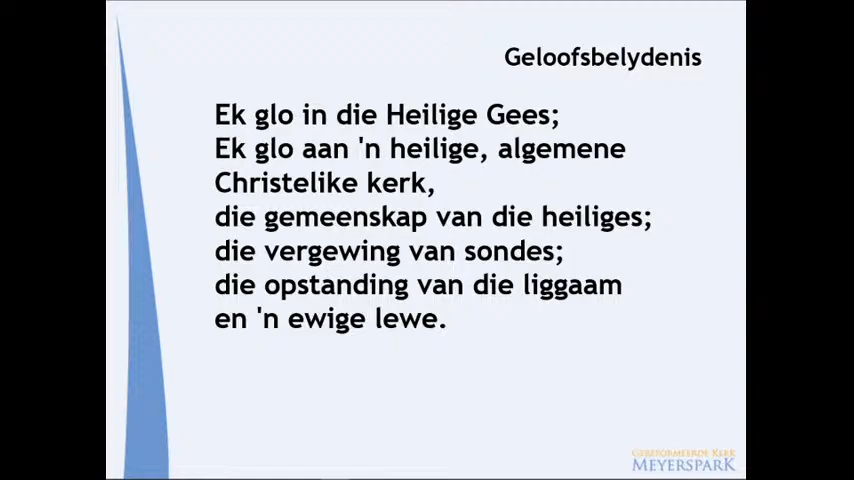 Geloofsbelydenis
Ek glo in die Heilige Gees;
Ek glo aan 'n heilige, algemene
Christelike kerk,
die gemeenskap van die heiliges;
die vergewing van sondes;
die opstanding van die liggaam
en 'n ewige lewe.
GEREFORMEERDE KERK
MEYERSPARK